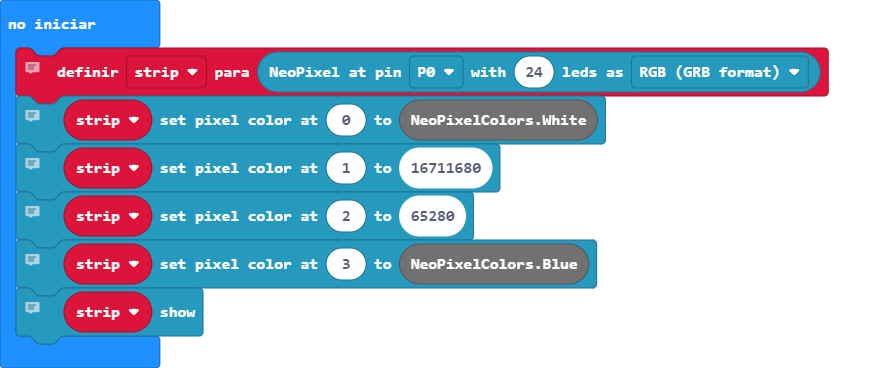 no iniciar
definir strip para NeoPixel at pin P0 with 24 leds as RGB (GRB format)
strip set pixel color at 0 to NeoPixelColors.White
strip set pixel color at 1 to 16711680
strip set pixel color at 2 to 65280
strip set pixel color at 3 to NeoPixelColors.Blue
strip show